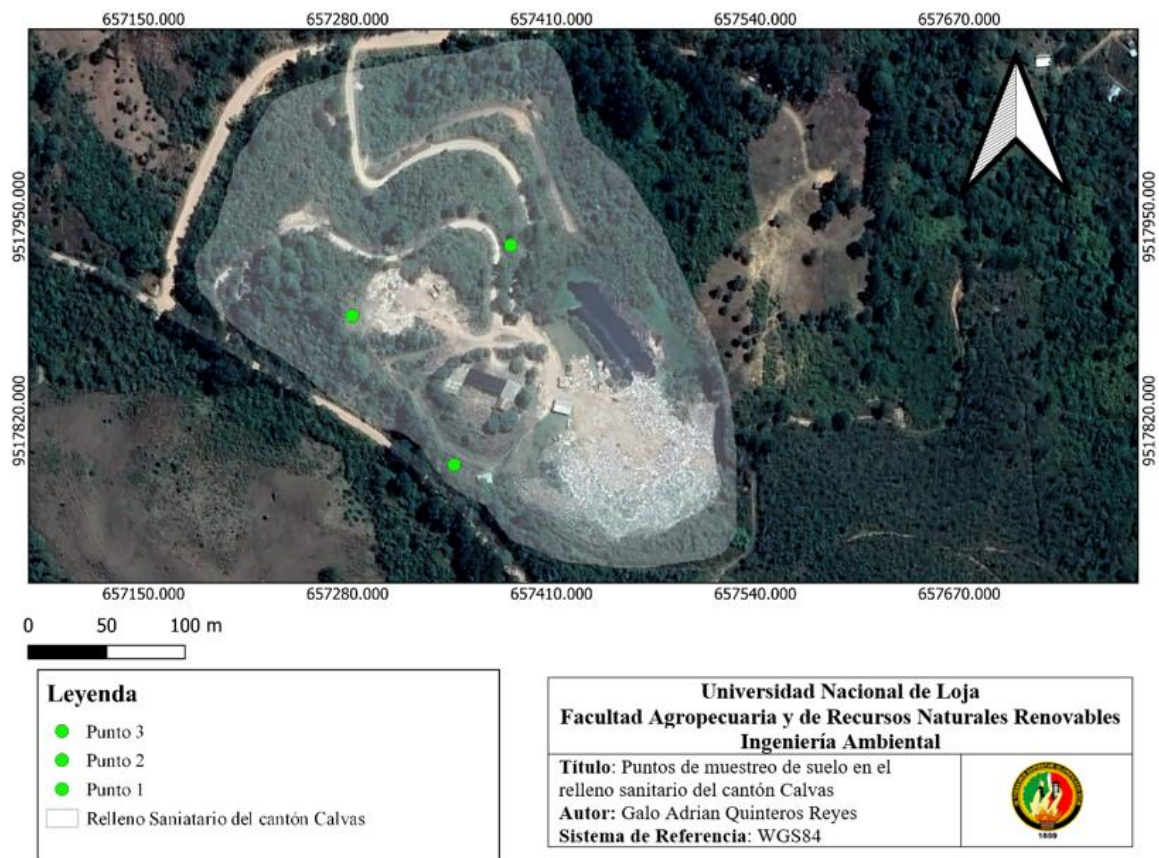 657150.000 657280.000 657410.000 657540.000 657670.000
9517950.000
9517820.000
9517950.000
9517820.000
657150.000 657280.000 657410.000 657540.000 657670.000
0 50 100 m
Leyenda
Punto 3
Punto 2
Punto 1
Relleno Saniatario del cantón Calvas
Universidad Nacional de Loja
Facultad Agropecuaria y de Recursos Naturales Renovables
Ingeniería Ambiental
Título: Puntos de muestreo de suelo en el
relleno sanitario del cantón Calvas
Autor: Galo Adrian Quinteros Reyes
Sistema de Referencia: WGS84
1859